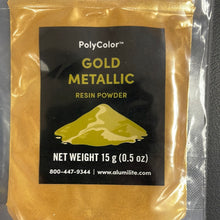 PolyColor™
GOLD
METALLIC
RESIN POWDER
NET WEIGHT 15 g (0.5 oz)
800-447-9344 | www.alumilite.com